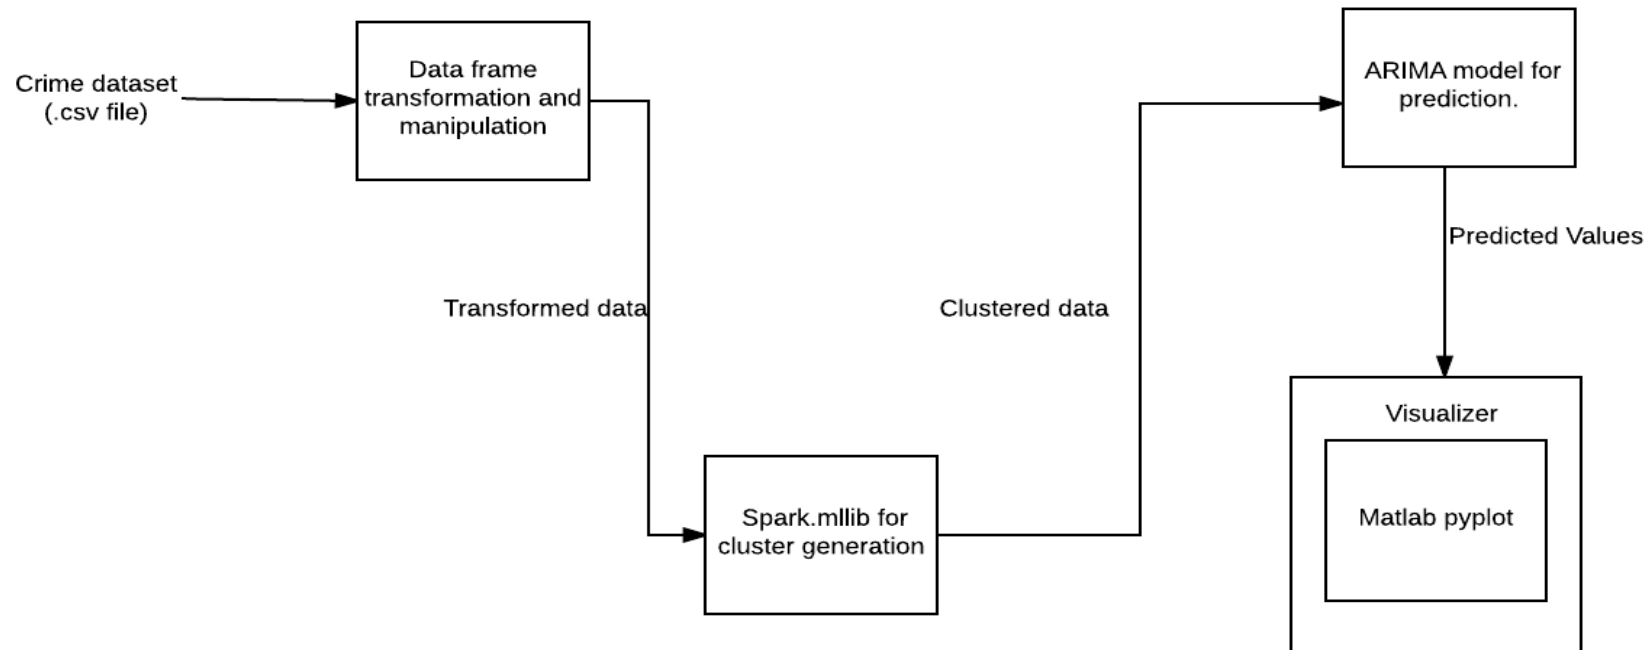 Crime dataset
(.csv file)
Data frame
transformation and
manipulation
Transformed data
Spark.mllib for
cluster generation
Clustered data
ARIMA model for
prediction.
Predicted Values
Visualizer
Matlab pyplot